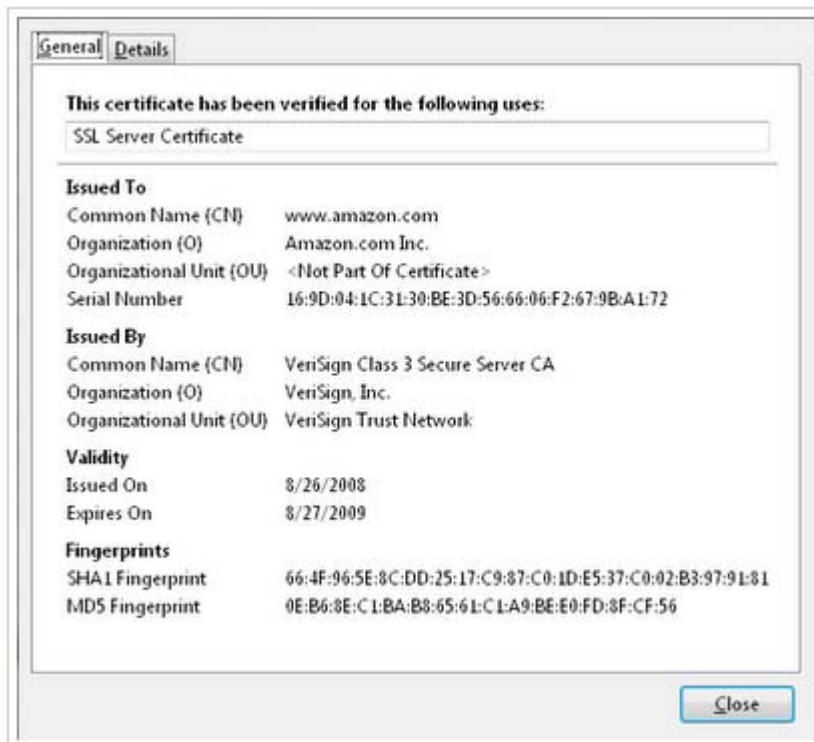 General Details
This certificate has been verified for the following uses:
SSL Server Certificate
Issued To
Common Name (CN) www.amazon.com
Organization (O) Amazon.com Inc.
Organizational Unit (OU) <Not Part Of Certificate>
Serial Number 16:9D:04:1C:31:30:BE:3D:56:66:06:F2:67:9B:A1:72
Issued By
Common Name (CN) VeriSign Class 3 Secure Server CA
Organization (O) VeriSign, Inc.
Organizational Unit (OU) VeriSign Trust Network
Validity
Issued On 8/26/2008
Expires On 8/27/2009
Fingerprints
SHA1 Fingerprint 66:4F:96:5E:8C:DD:25:17:C9:87:C0:1D:E5:37:C0:02:B3:97:91:81
MD5 Fingerprint 0E:B6:8E:C1:BA:B8:65:61:C1:A9:BE:E0:FD:8F:CF:56
Close